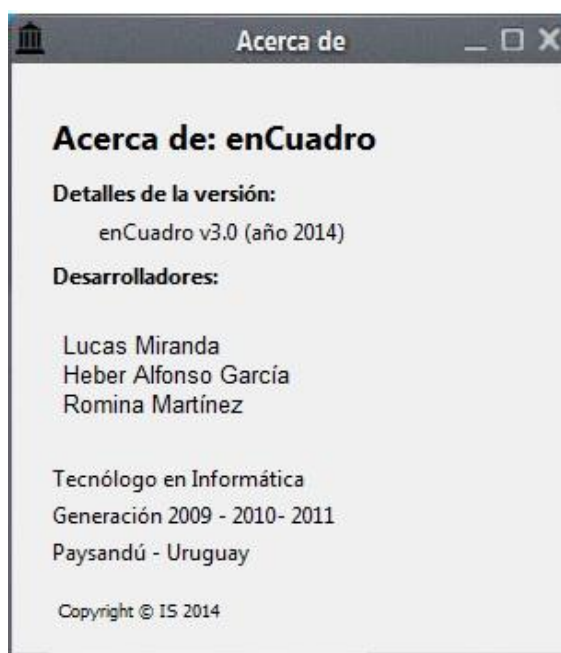 Acerca de
Acerca de: enCuadro
Detalles de la versión:
enCuadro v3.0 (año 2014)
Desarrolladores:
Lucas Miranda
Heber Alfonso García
Romina Martínez
Tecnólogo en Informática
Generación 2009 - 2010- 2011
Paysandú - Uruguay
Copyright © IS 2014